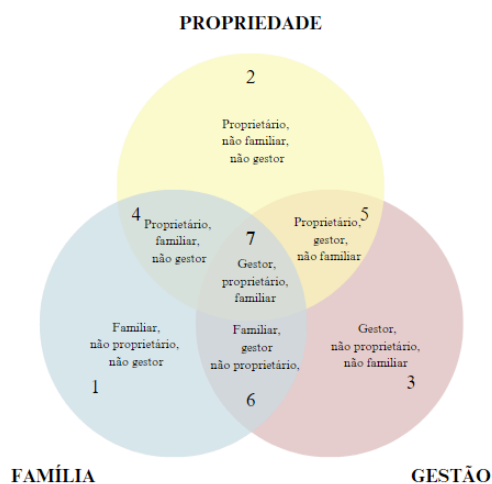 PROPRIEDADE
2
Proprietário,
não familiar,
não gestor
4
Proprietário,
familiar,
não gestor
7
Gestor,
proprietário,
familiar
5
Proprietário,
gestor,
não familiar
Familiar,
não proprietário,
não gestor
1
Familiar,
gestor
não proprietário,
6
Gestor,
não proprietário,
não familiar
3
FAMÍLIA
GESTÃO